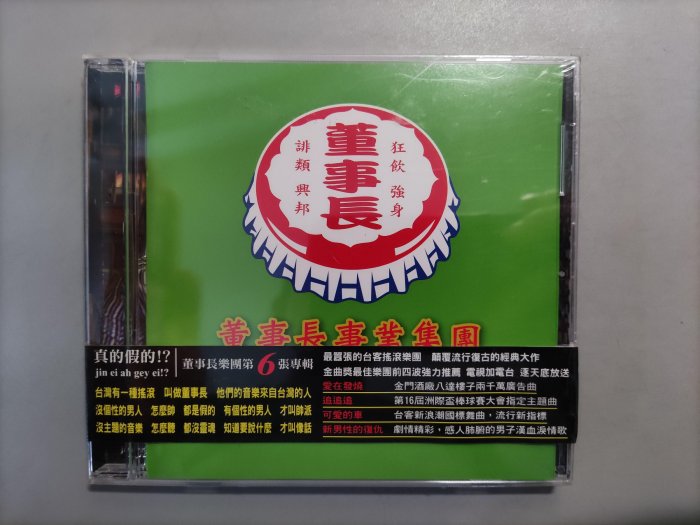 狂飲 強身
董事長
誹類 興邦
董事長事業集團
真的假的!?
jin ei ah gey ei!?
董事長樂團第6張專輯
台灣有一種搖滾 叫做董事長 他們的音樂來自台灣的人
沒個性的男人 怎麼帥 都是假的 有個性的男人 才叫帥派
沒主題的音樂 怎麼聽 都沒靈魂 知道要說什麼 才叫像話
最囂張的台客搖滾樂團 顛覆流行復古的經典大作
金曲獎最佳樂團前四波強力推薦 電視加電台 逐天底放送
愛在發燒 金門酒廠八達樓子兩千萬廣告曲
追追追 第16屆洲際盃棒球賽大會指定主題曲
可愛的車 台客新浪潮國標舞曲，流行新指標
新男性的復仇 劇情精彩，感人肺腑的男子漢血淚情歌